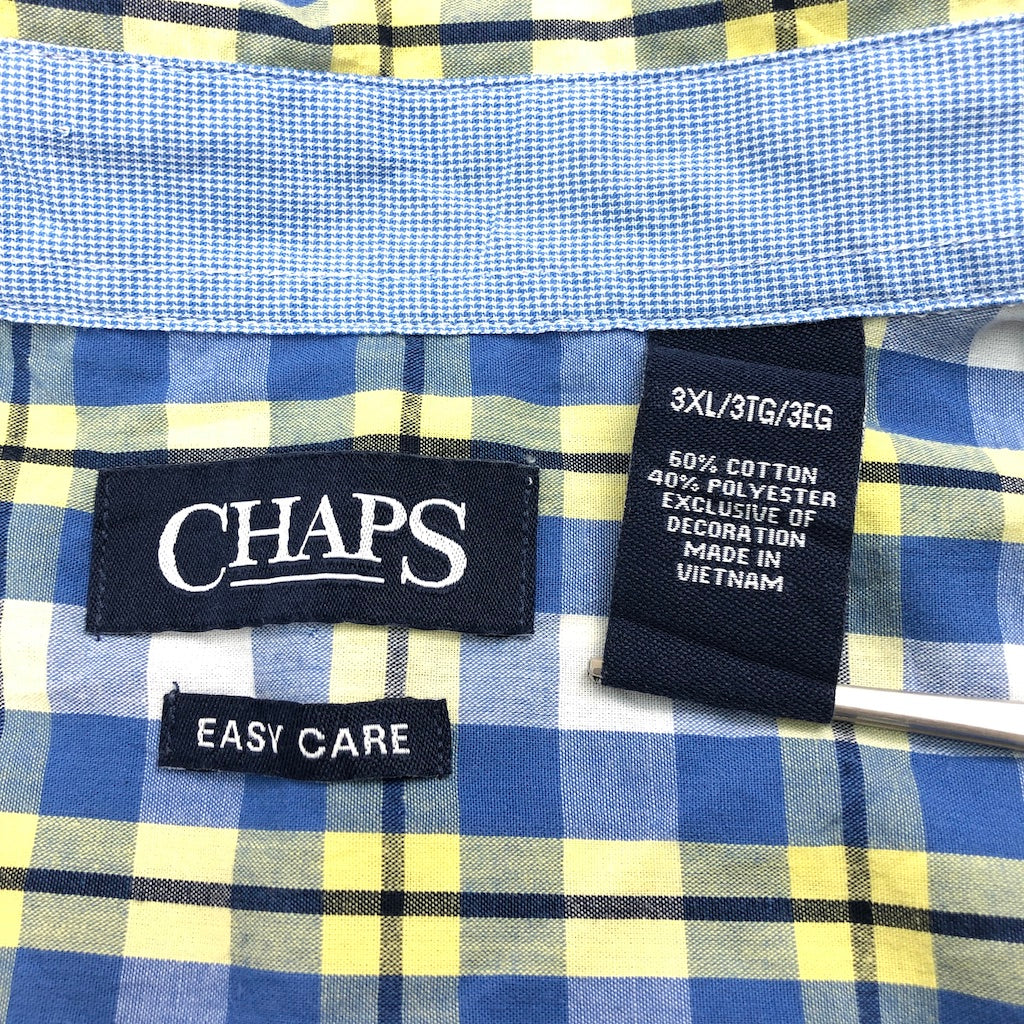 CHAPS
EASY CARE
3XL/3TG/3EG
60% COTTON
40% POLYESTER
EXCLUSIVE OF
DECORATION
MADE IN
VIETNAM